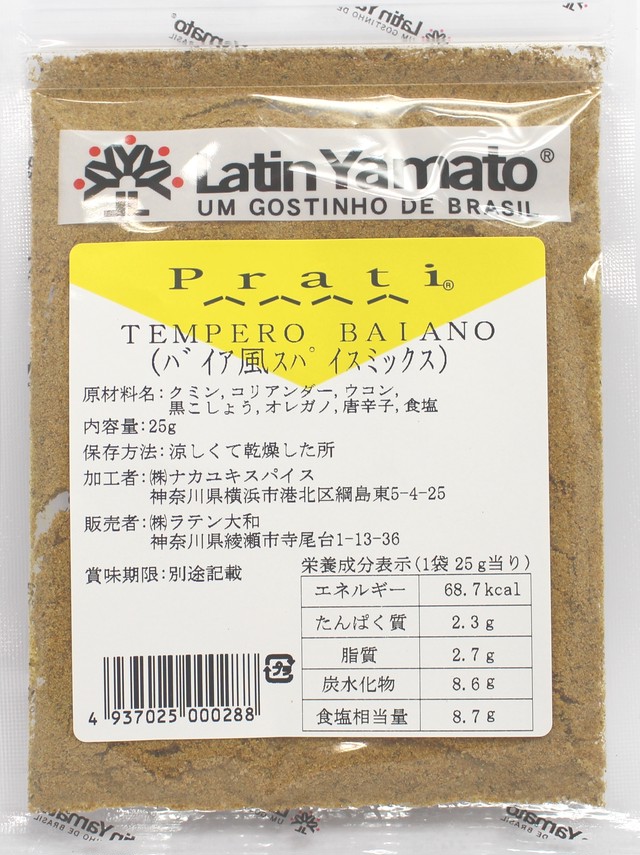 Latin Yamato
GOSTINHO DE
Latin Yamato®
UM GOSTINHO DE BRASIL
Prati®
TEMPERO BAIANO
(バイア風スパイスミックス)
原材料名:クミン,コリアンダー,ウコン,
黒こしょう,オレガノ,唐辛子,食塩
内容量:25g
保存方法:涼しくて乾燥した所
加工者:㈱ナカユキスパイス
神奈川県横浜市港北区綱島東5-4-25
販売者:㈱ラテン大和
神奈川県綾瀬市寺尾台1-13-36
賞味期限:別途記載
栄養成分表示(1袋 25g当り)
エネルギー 68.7kcal
たんぱく質 2.3g
脂質 2.7g
炭水化物 8.6g
食塩相当量 8.7g
プラ
4 937025 000288
Latin Yamato